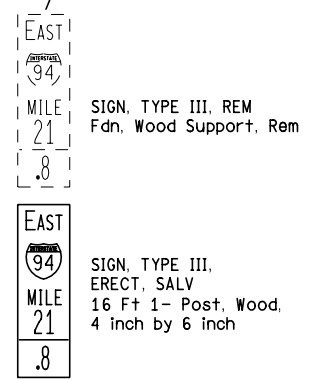 EAST
INTERSTATE
94
MILE
21
.8
SIGN, TYPE III, REM
Fdn, Wood Support, Rem
EAST
INTERSTATE
94
MILE
21
.8
SIGN, TYPE III,
ERECT, SALV
16 Ft 1- Post, Wood,
4 inch by 6 inch